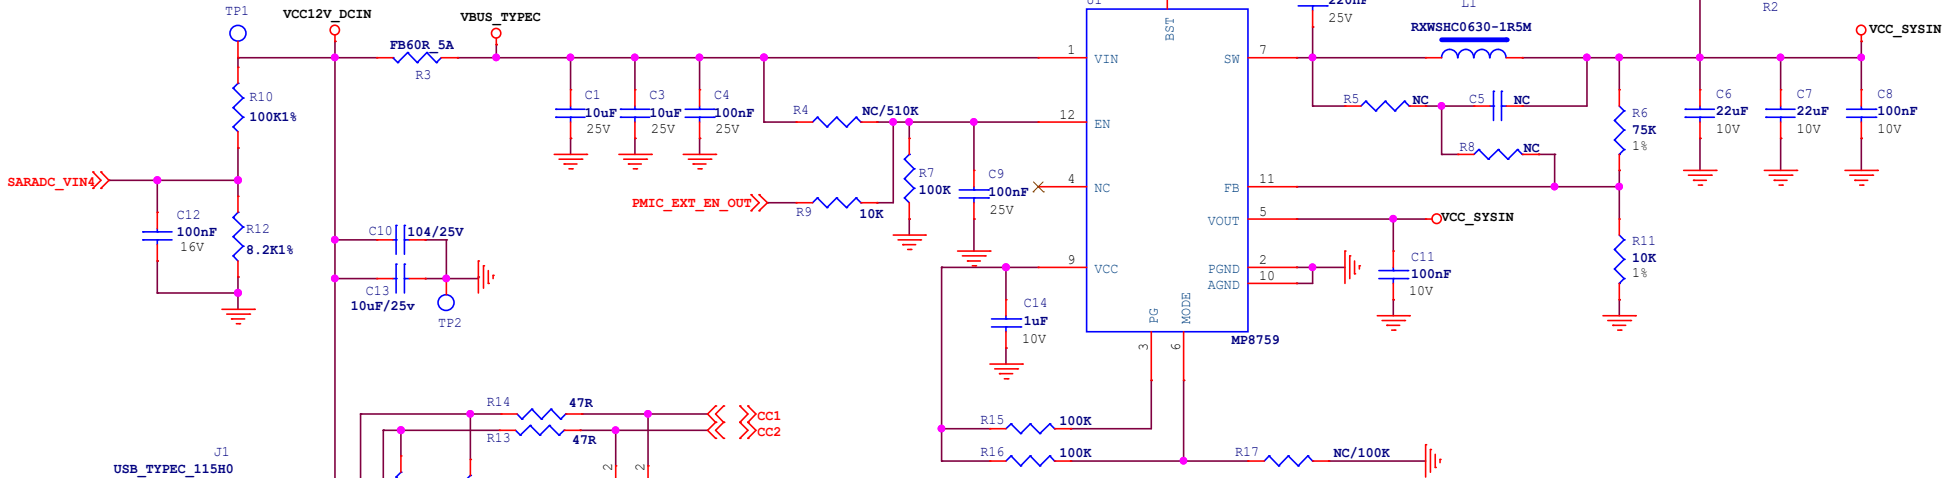 TP1
VCC12V_DCIN
VBUS_TYPEC
U1
220nF
25V
L1
R2
RXWSHC0630-1R5M
VCC_SYSIN
FB60R_5A
R3
BST
1
VIN
SW
7
R10
100K1%
C1
10uF
25V
C3
10uF
25V
C4
100nF
25V
R4
NC/510K
12
EN
R5
NC
C5
NC
R6
75K
1%
C6
22uF
10V
C7
22uF
10V
C8
100nF
10V
R8
NC
SARADC_VIN4
R7
100K
C9
100nF
25V
4
NC
FB
11
PMIC_EXT_EN_OUT
R9
10K
VOUT
5
VCC_SYSIN
C12
100nF
16V
R12
8.2K1%
C10
104/25V
C13
10uF/25v
TP2
9
VCC
PGND
2
AGND
10
C11
100nF
10V
R11
10K
1%
C14
1uF
10V
PG
MODE
3
6
MP8759
R14
47R
CC1
R13
47R
CC2
2
2
R15
100K
R16
100K
R17
NC/100K
J1
USB_TYPEC_115H0